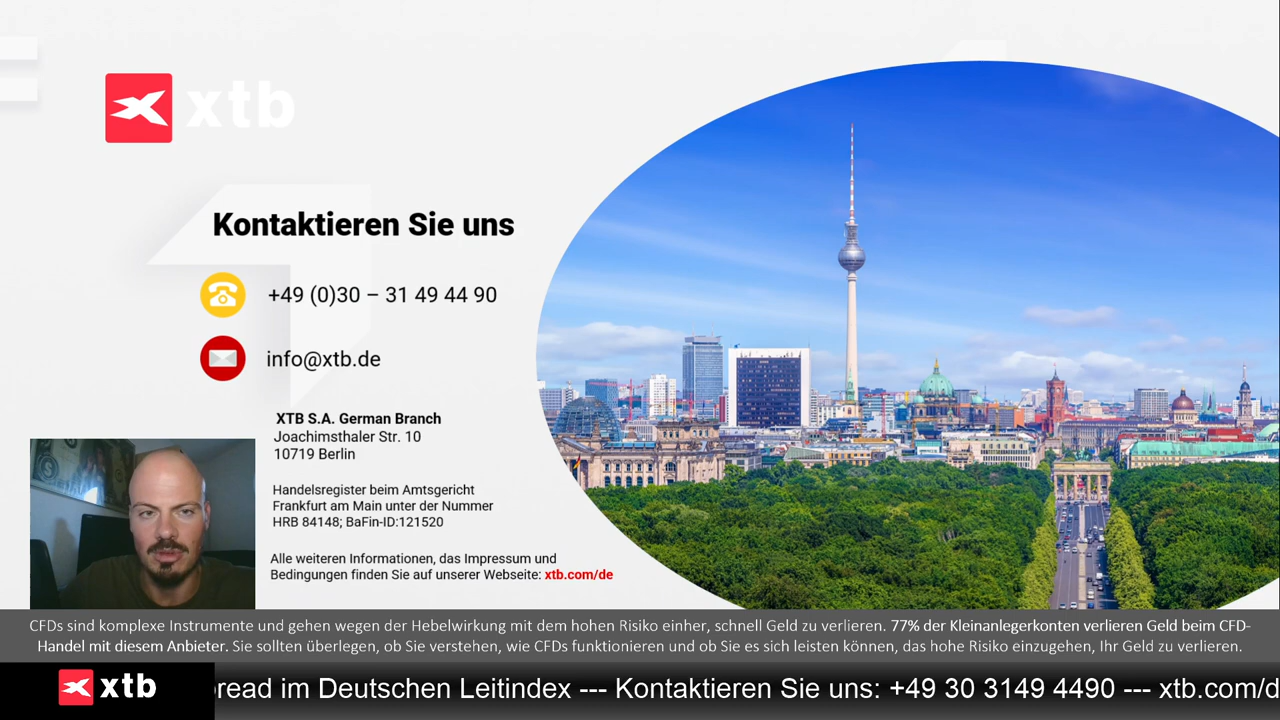 xtb
Kontaktieren Sie uns
+49 (0)30 – 31 49 44 90
info@xtb.de
XTB S.A. German Branch
Joachimsthaler Str. 10
10719 Berlin
Handelsregister beim Amtsgericht
Frankfurt am Main unter der Nummer
HRB 84148; BaFin-ID:121520
Alle weiteren Informationen, das Impressum und
Bedingungen finden Sie auf unserer Webseite: xtb.com/de
CFDs sind komplexe Instrumente und gehen wegen der Hebelwirkung mit dem hohen Risiko einher, schnell Geld zu verlieren. 77% der Kleinanlegerkonten verlieren Geld beim CFD-
Handel mit diesem Anbieter. Sie sollten überlegen, ob Sie verstehen, wie CFDs funktionieren und ob Sie es sich leisten können, das hohe Risiko einzugehen, Ihr Geld zu verlieren.
xtb
im Deutschen Leitindex --- Kontaktieren Sie uns: +49 30 3149 4490 --- xtb.com/d